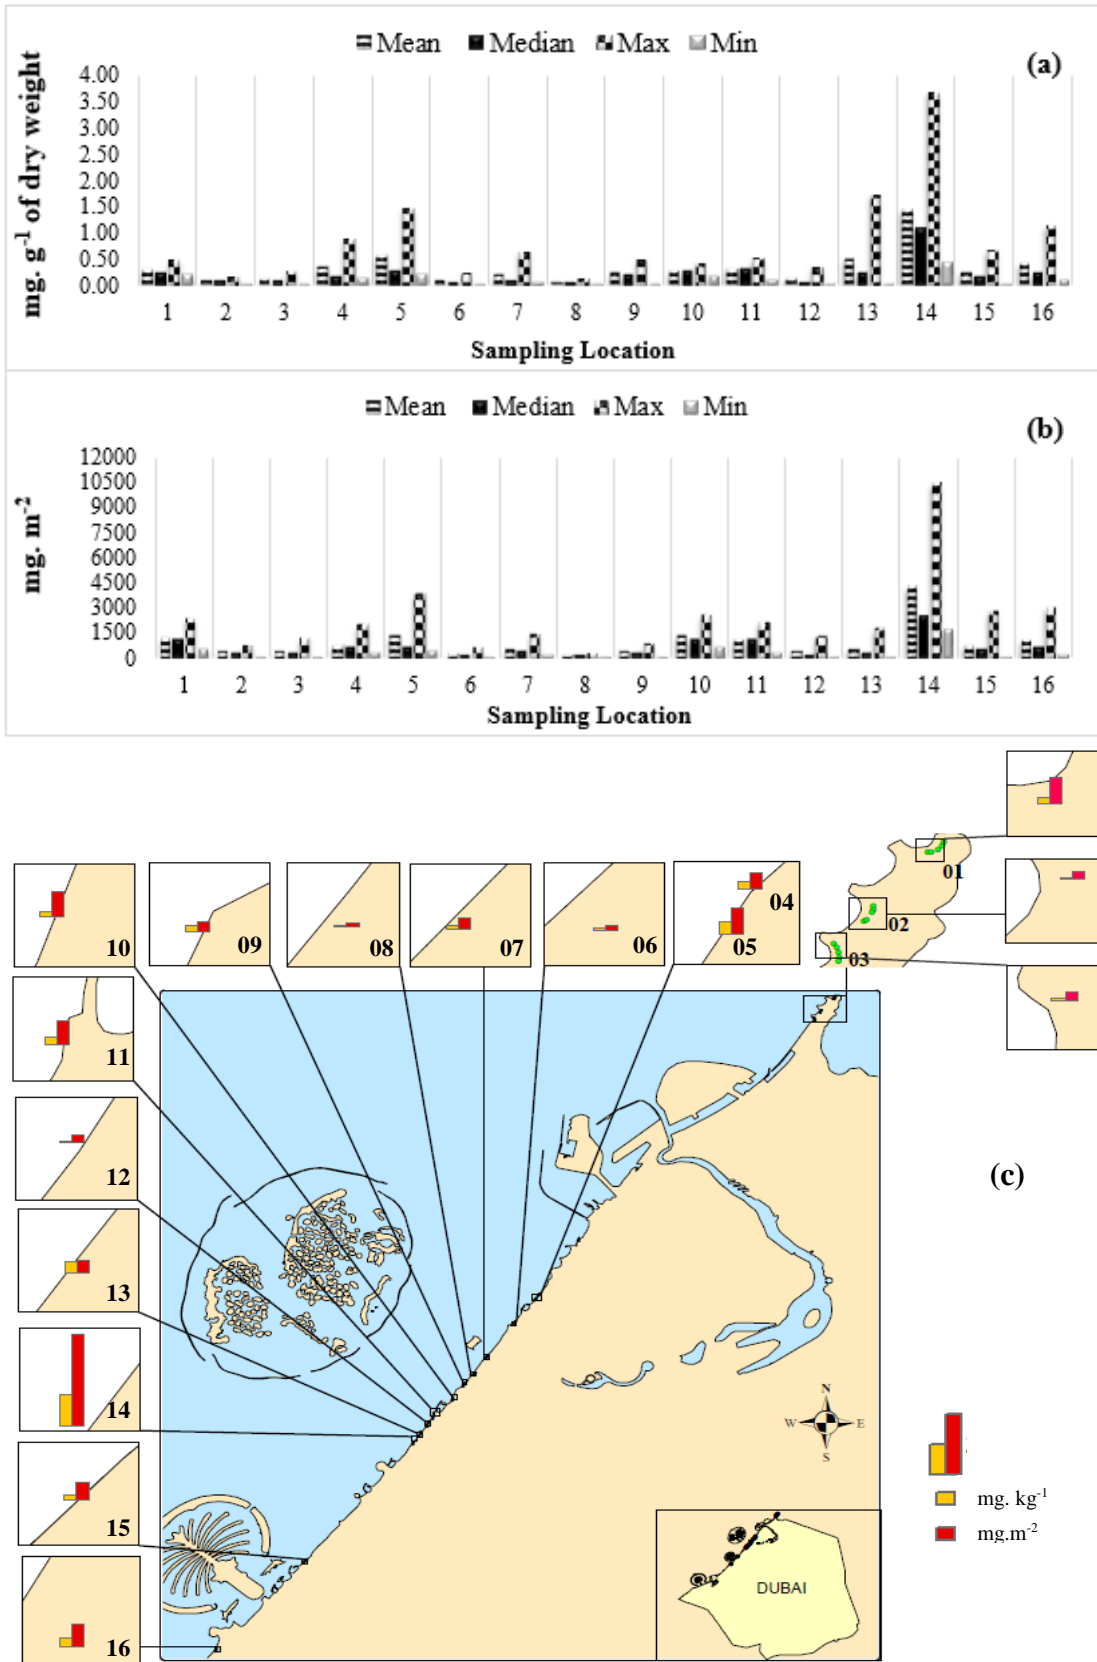 Mean Median Max Min
(a)
mg. g-1 of dry weight
4.00
3.50
3.00
2.50
2.00
1.50
1.00
0.50
0.00
1 2 3 4 5 6 7 8 9 10 11 12 13 14 15 16
Sampling Location
Mean Median Max Min
(b)
mg. m-2
12000
10500
9000
7500
6000
4500
3000
1500
0
1 2 3 4 5 6 7 8 9 10 11 12 13 14 15 16
Sampling Location
01
02
03
10
09
08
07
06
04
05
11
12
13
14
15
16
(c)
N
W E
S
mg. kg-1
mg.m-2
DUBAI